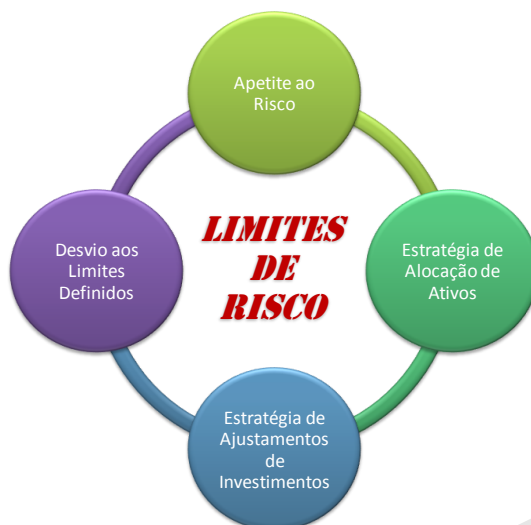 Apetite ao
Risco
Desvio aos
Limites
Definidos
LIMITES
DE
RISCO
Estratégia de
Alocação de
Ativos
Estratégia de
Ajustamentos
de
Investimentos